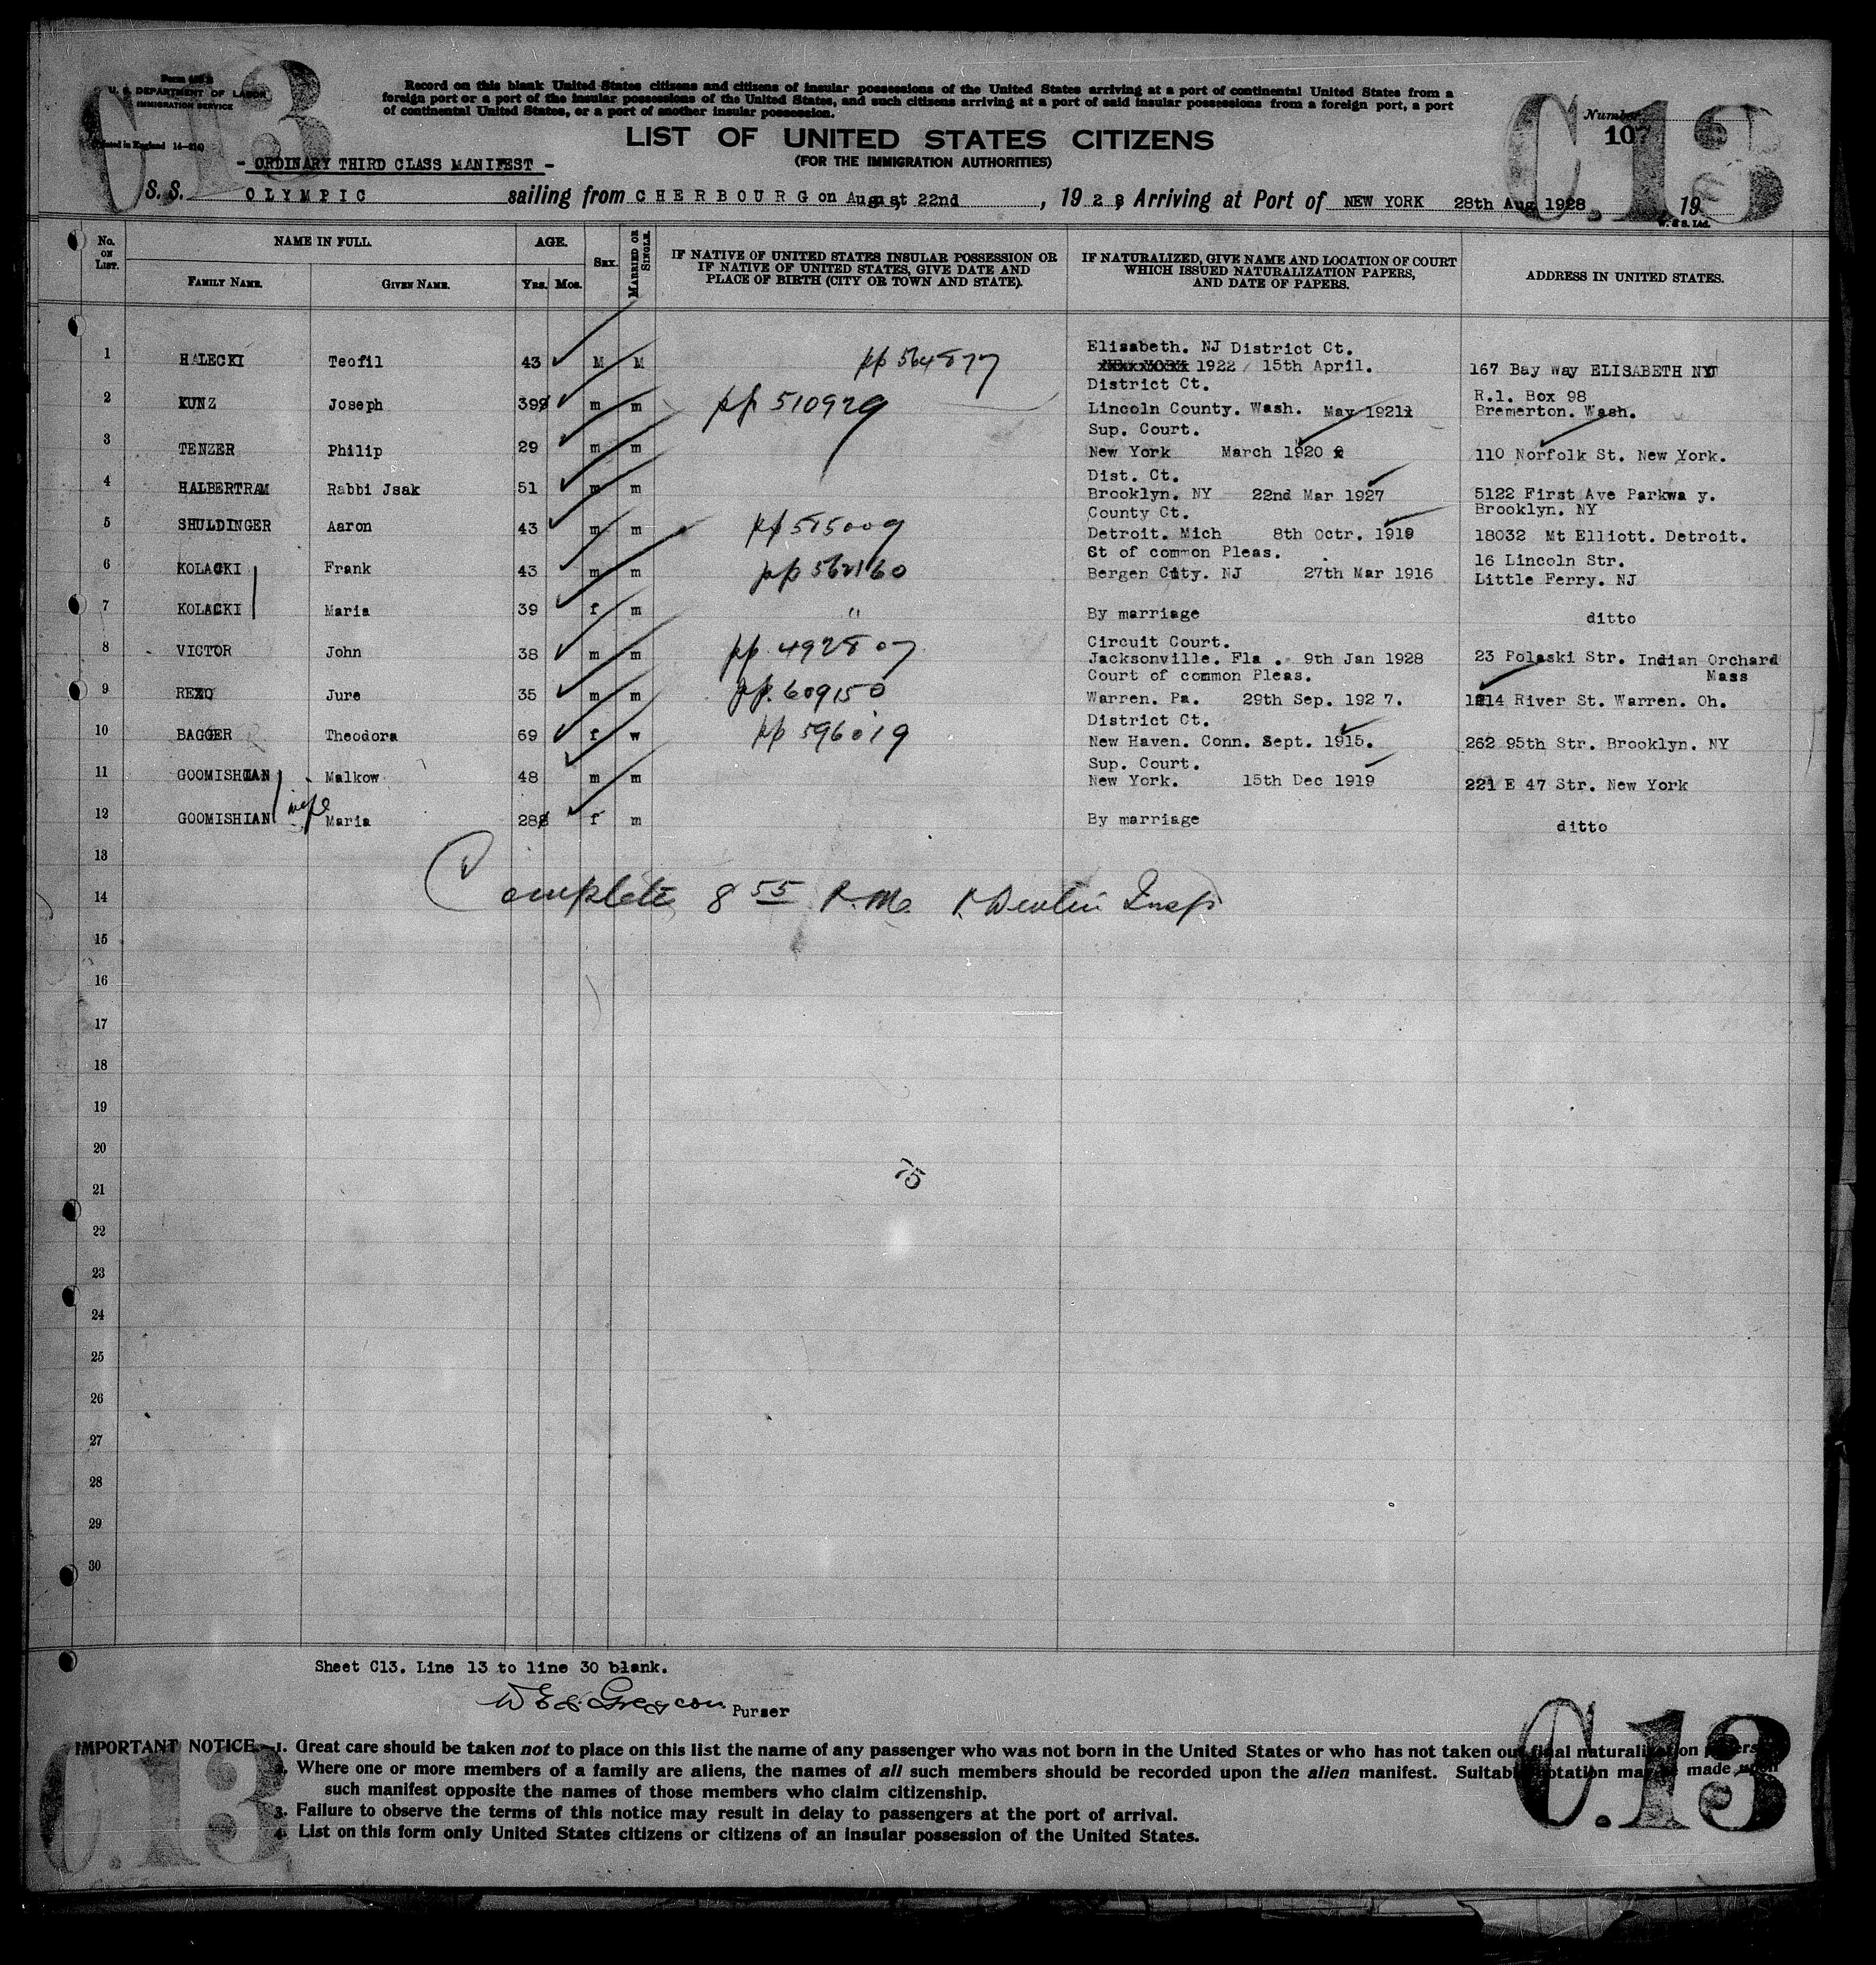 C13
C.13
U. S. DEPARTMENT OF LABOR
IMMIGRATION SERVICE
Record on this blank United States citizens and citizens of insular possessions of the United States arriving at a port of continental United States from a
foreign port or a port of the insular possessions of the United States, and such citizens arriving at a port of said insular possessions from a foreign port, a port
of continental United States, or a port of another insular possession.
Number
107
LIST OF UNITED STATES CITIZENS
(FOR THE IMMIGRATION AUTHORITIES)
- ORDINARY THIRD CLASS MANIFEST -
S. S. OLYMPIC sailing from CHERBOURG on August 22nd, 1928, Arriving at Port of NEW YORK 28th Aug 1928, 19
W. & S. Ltd.
No. ON LIST. NAME IN FULL. AGE. SEX. MARRIED OR SINGLE. IF NATIVE OF UNITED STATES INSULAR POSSESSION OR IF NATIVE OF UNITED STATES, GIVE DATE AND PLACE OF BIRTH (CITY OR TOWN AND STATE). IF NATURALIZED, GIVE NAME AND LOCATION OF COURT WHICH ISSUED NATURALIZATION PAPERS, AND DATE OF PAPERS. ADDRESS IN UNITED STATES.
FAMILY NAME. GIVEN NAME. YRS. MOS.
Elisabeth. NJ District Ct.
1 HALECKI Teofil 43 M M pp 564877 1922 15th April. 167 Bay Way ELISABETH NJ
District Ct. R.1. Box 98
2 KUNZ Joseph 39 m m pp 510929 Lincoln County. Wash. May 1921 Bremerton. Wash.
Sup. Court.
3 TENZER Philip 29 m m New York March 1920 110 Norfolk St. New York.
Dist. Ct.
4 HALBERTRAM Rabbi Jsak 51 m m Brooklyn. NY 22nd Mar 1927 5122 First Ave Parkwa y.
County Ct. Brooklyn. NY
5 SHULDINGER Aaron 43 m m pp 515009 Detroit. Mich 8th Octr. 1919 18032 Mt Elliott. Detroit.
Ct of common Pleas. 16 Lincoln Str.
6 KOLACKI Frank 43 m m pp 562160 Bergen City. NJ 27th Mar 1916 Little Ferry. NJ
7 KOLACKI Maria 39 f m " By marriage ditto
Circuit Court.
8 VICTOR John 38 m m pp. 492807 Jacksonville. Fla . 9th Jan 1928 23 Polaski Str. Indian Orchard
Court of common Pleas. Mass
9 REZO Jure 35 m m pp. 609150 Warren. Pa. 29th Sep. 192 7. 1214 River St. Warren. Oh.
District Ct.
10 BAGGER Theodora 69 f w pp 596019 New Haven. Conn. Sept. 1915. 262 95th Str. Brooklyn. NY
Sup. Court.
11 GOOMISHIAN Malkow 48 m m New York. 15th Dec 1919 221 E 47 Str. New York
12 GOOMISHIAN wife Maria 28 f m By marriage ditto
13
14 Complete 8 55 P.M. Devlin Insp
15
16
17
18
19
20
75
21
22
23
24
25
26
27
28
29
30
Sheet C13. Line 13 to line 30 blank.
Purser
IMPORTANT NOTICE.—1. Great care should be taken not to place on this list the name of any passenger who was not born in the United States or who has not taken out final naturalization papers.
2. Where one or more members of a family are aliens, the names of all such members should be recorded upon the alien manifest. Suitable notation may be made upon
such manifest opposite the names of those members who claim citizenship.
3. Failure to observe the terms of this notice may result in delay to passengers at the port of arrival.
4. List on this form only United States citizens or citizens of an insular possession of the United States.
C.13
C.13